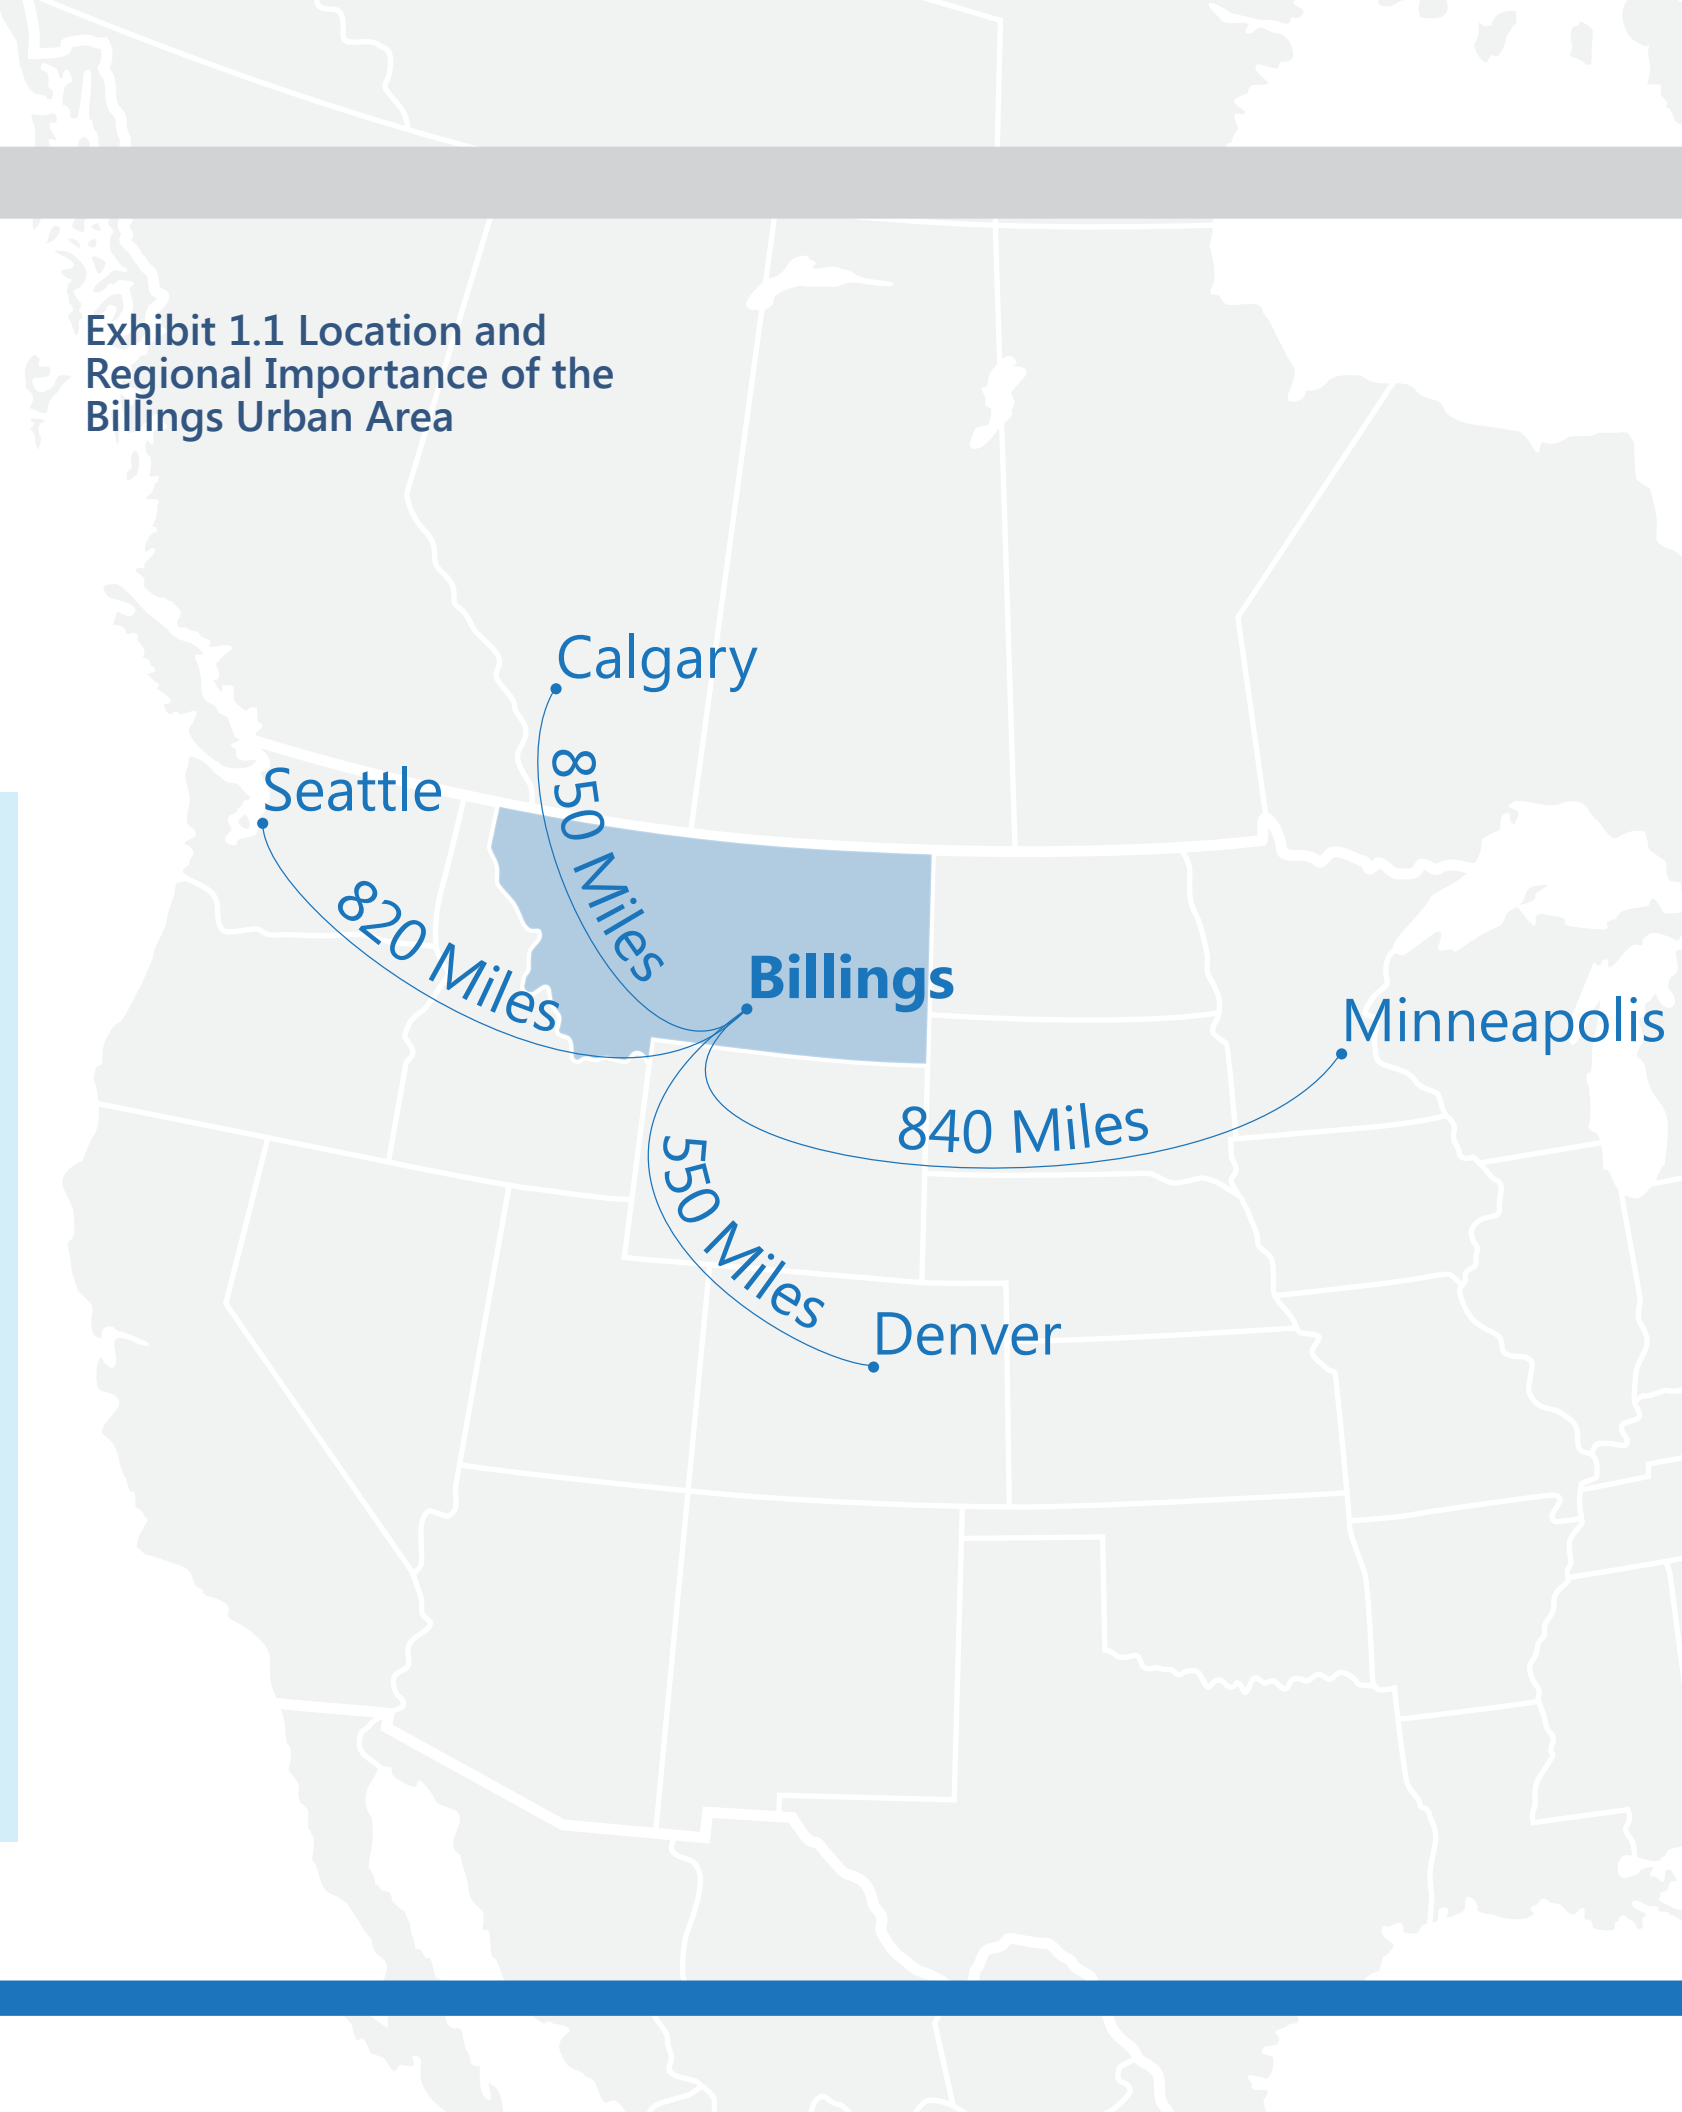 Exhibit 1.1 Location and
Regional Importance of the
Billings Urban Area
Calgary
850 Miles
Seattle
820 Miles
Billings
Minneapolis
840 Miles
550 Miles
Denver